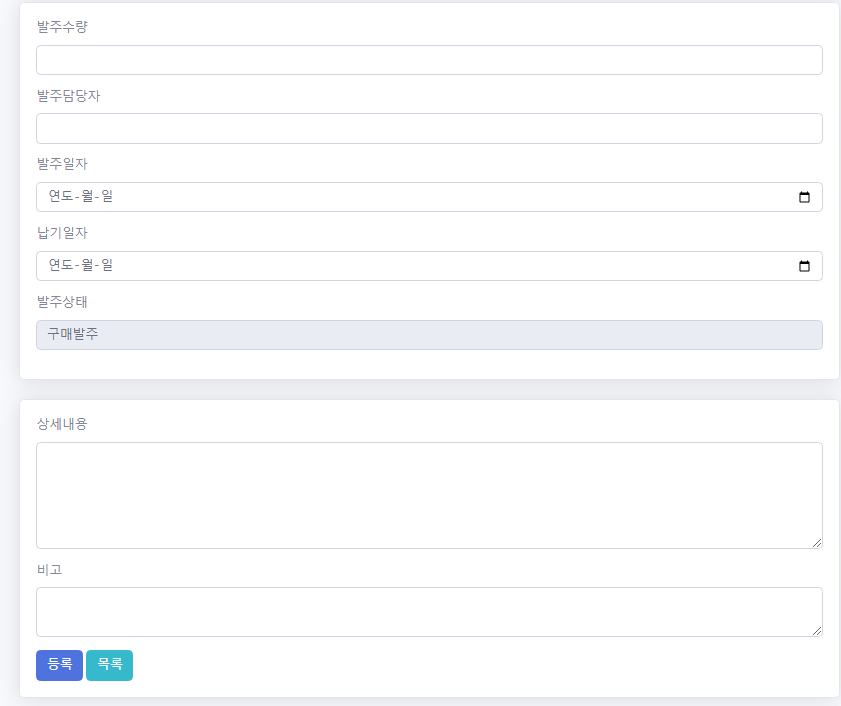 발주수량
발주담당자
발주일자
연도-월-일
납기일자
연도-월-일
발주상태
구매발주
상세내용
비고
등록 목록